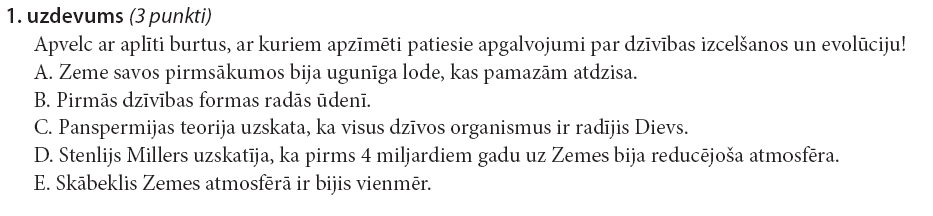 1. uzdevums (3 punkti)
Apvelc ar aplīti burtus, ar kuriem apzīmēti patiesie apgalvojumi par dzīvības izcelšanos un evolūciju!
A. Zeme savos pirmsākumos bija ugunīga lode, kas pamazām atdzisa.
B. Pirmās dzīvības formas radās ūdenī.
C. Panspermijas teorija uzskata, ka visus dzīvos organismus ir radījis Dievs.
D. Stenlijs Millers uzskatīja, ka pirms 4 miljardiem gadu uz Zemes bija reducējoša atmosfēra.
E. Skābeklis Zemes atmosfērā ir bijis vienmēr.